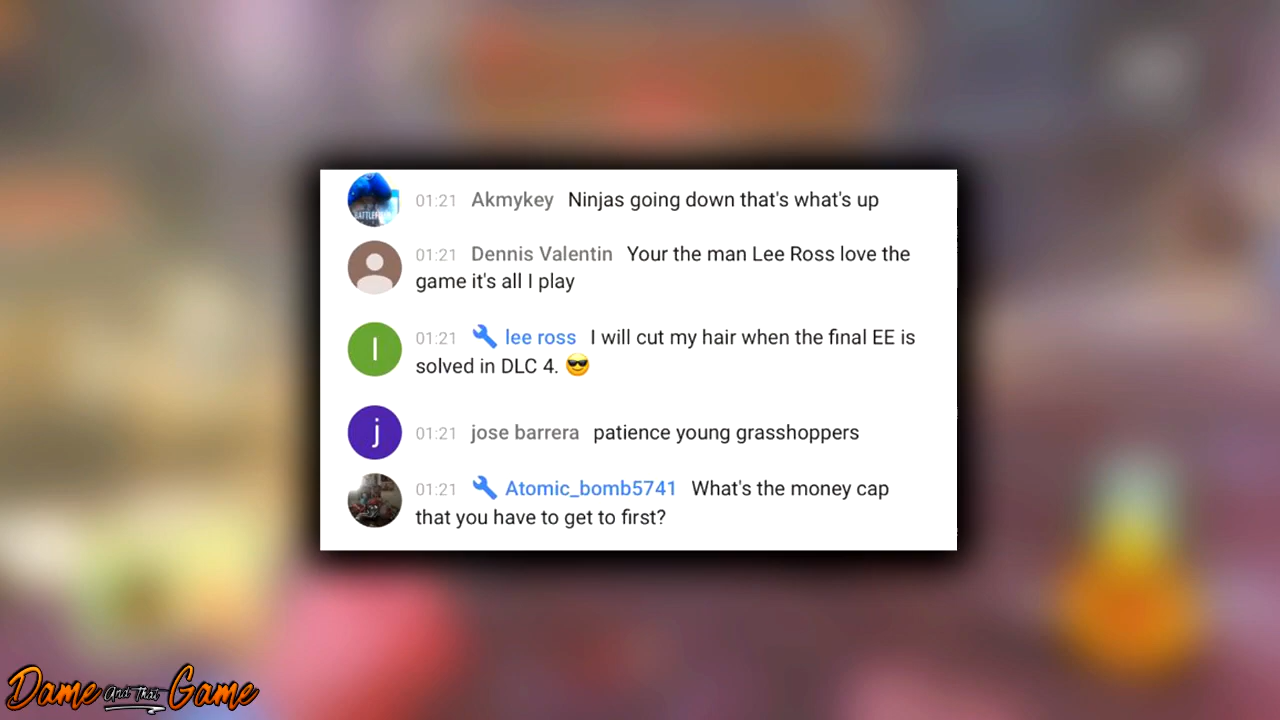 01:21 Akmykey Ninjas going down that's what's up
01:21 Dennis Valentin Your the man Lee Ross love the
game it's all I play
l
01:21 lee ross I will cut my hair when the final EE is
solved in DLC 4. 😎
j
01:21 jose barrera patience young grasshoppers
01:21 Atomic_bomb5741 What's the money cap
that you have to get to first?
Dame And That Game